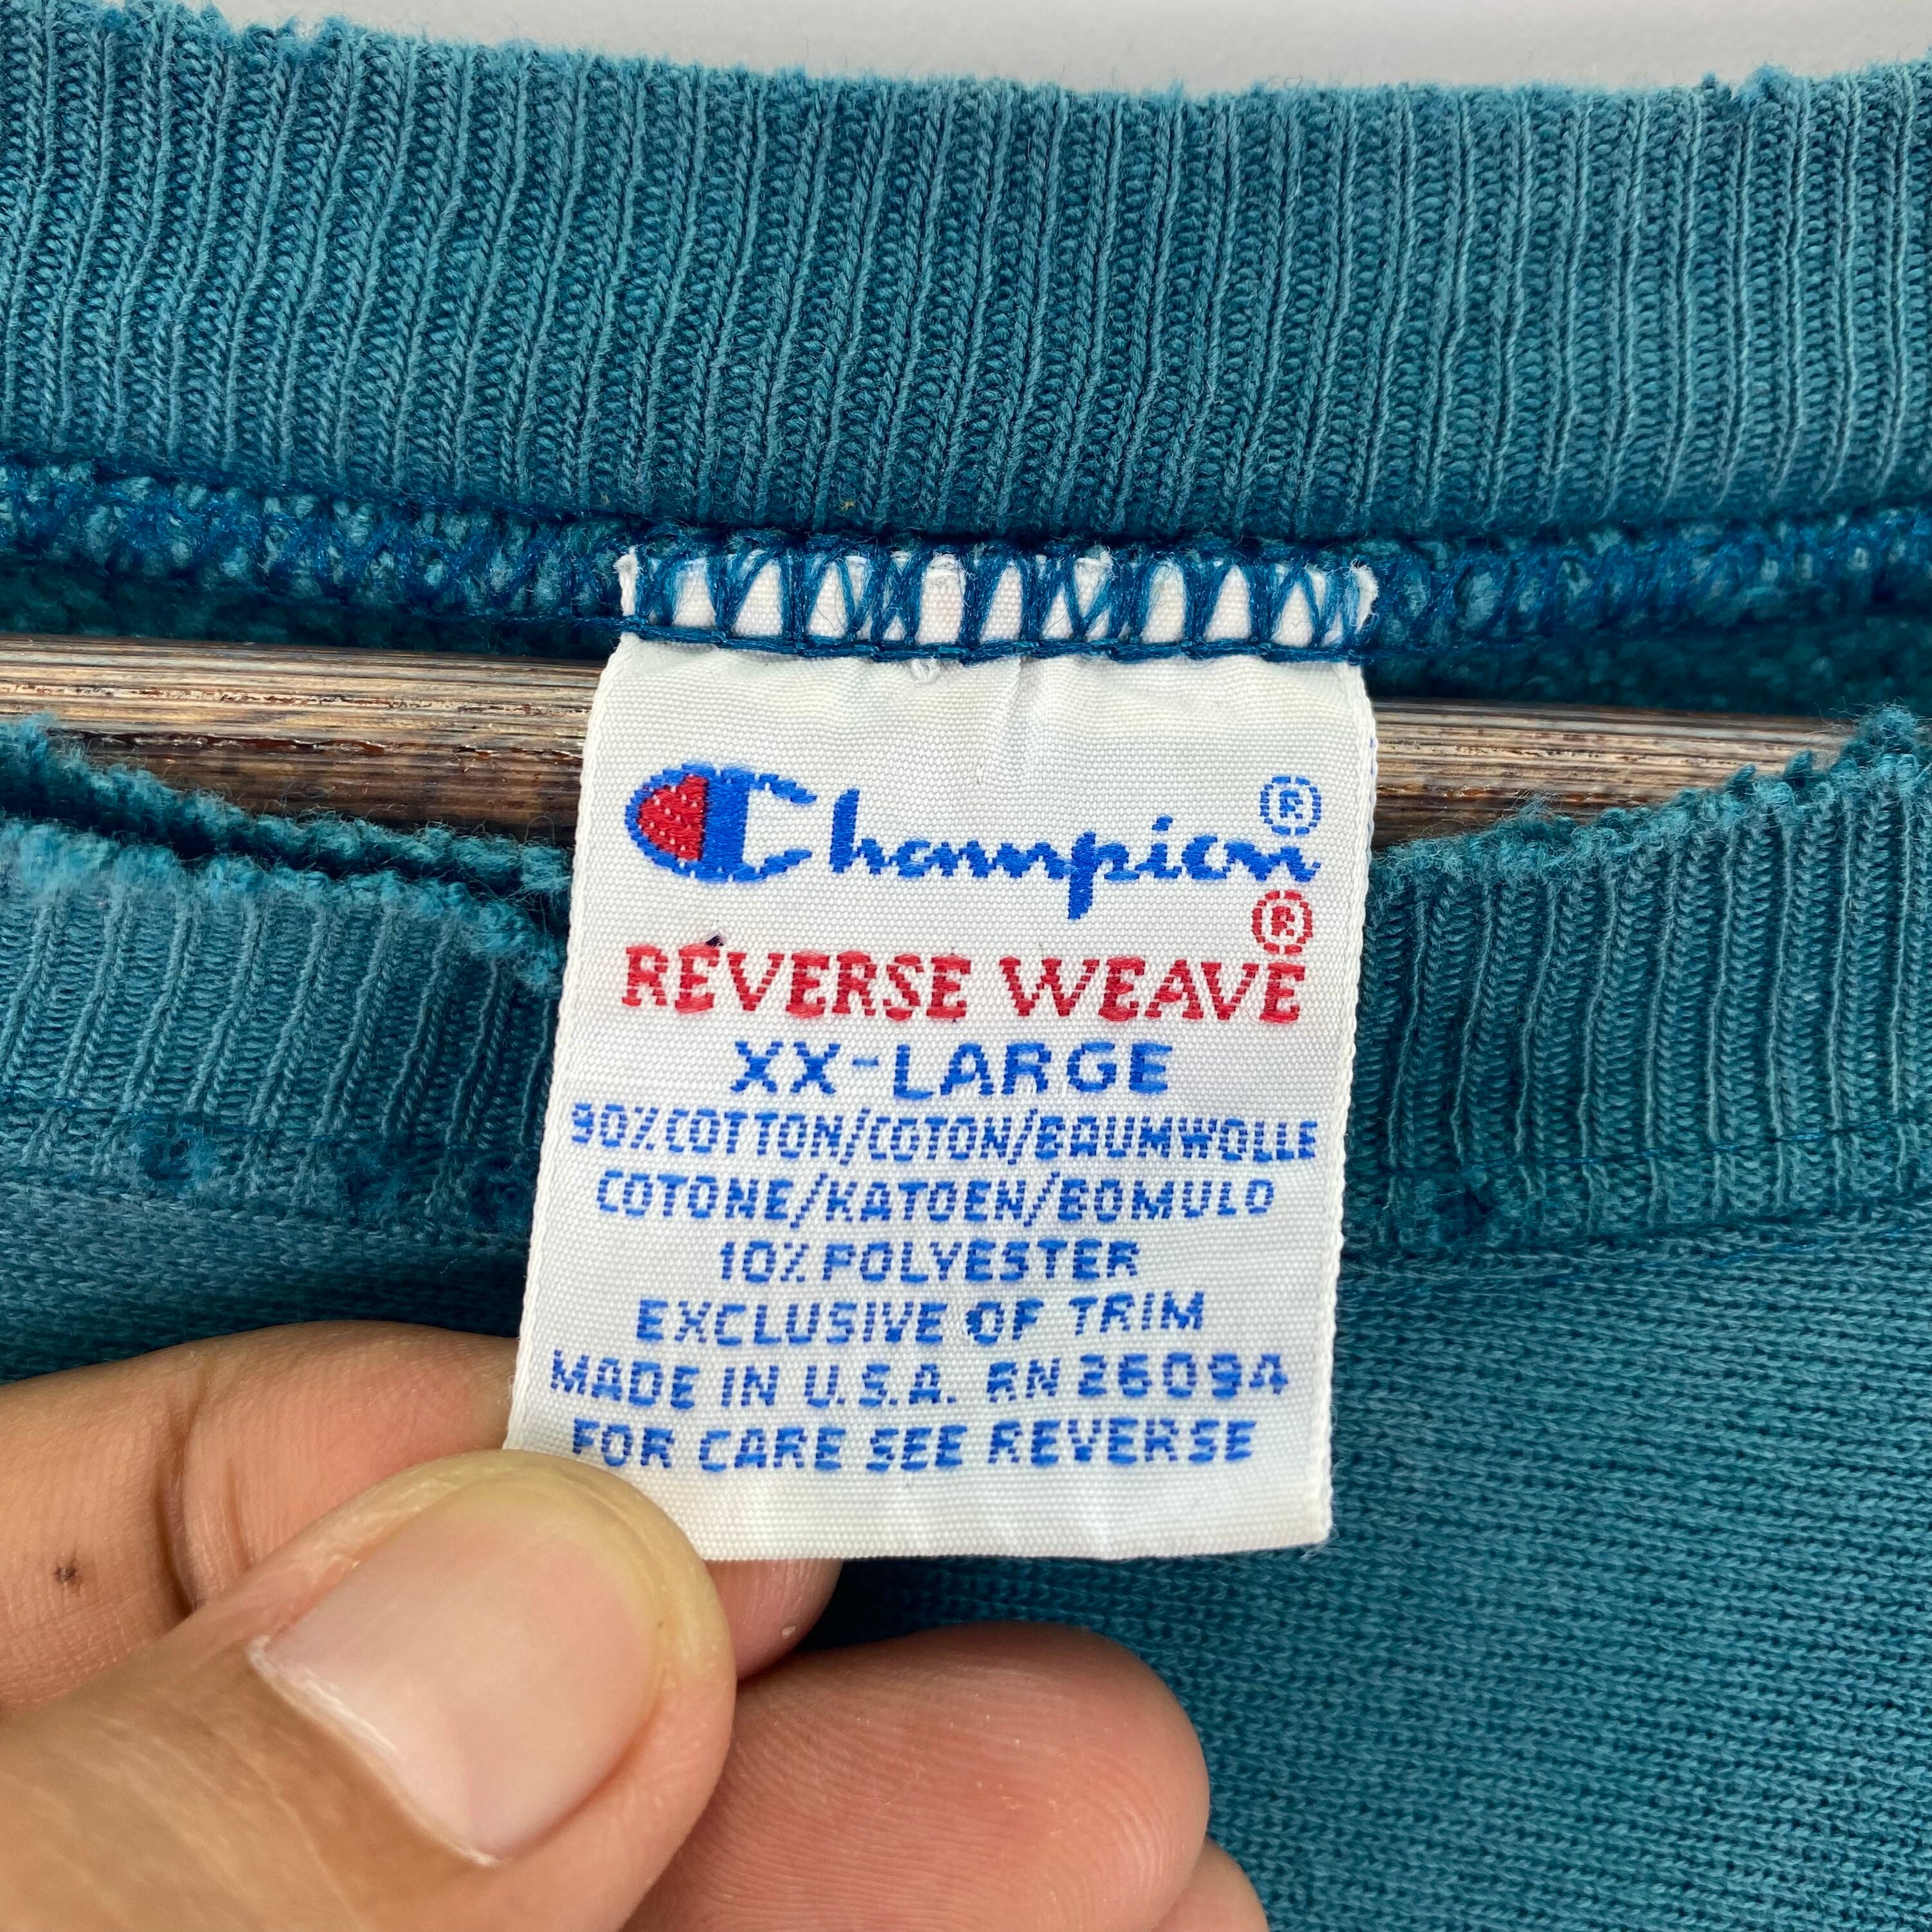 Champion®
REVERSE WEAVE®
XX-LARGE
90% COTTON/COTON/BAUMWOLLE
COTONE/KATOEN/BOMULD
10% POLYESTER
EXCLUSIVE OF TRIM
MADE IN U.S.A. RN 26094
FOR CARE SEE REVERSE